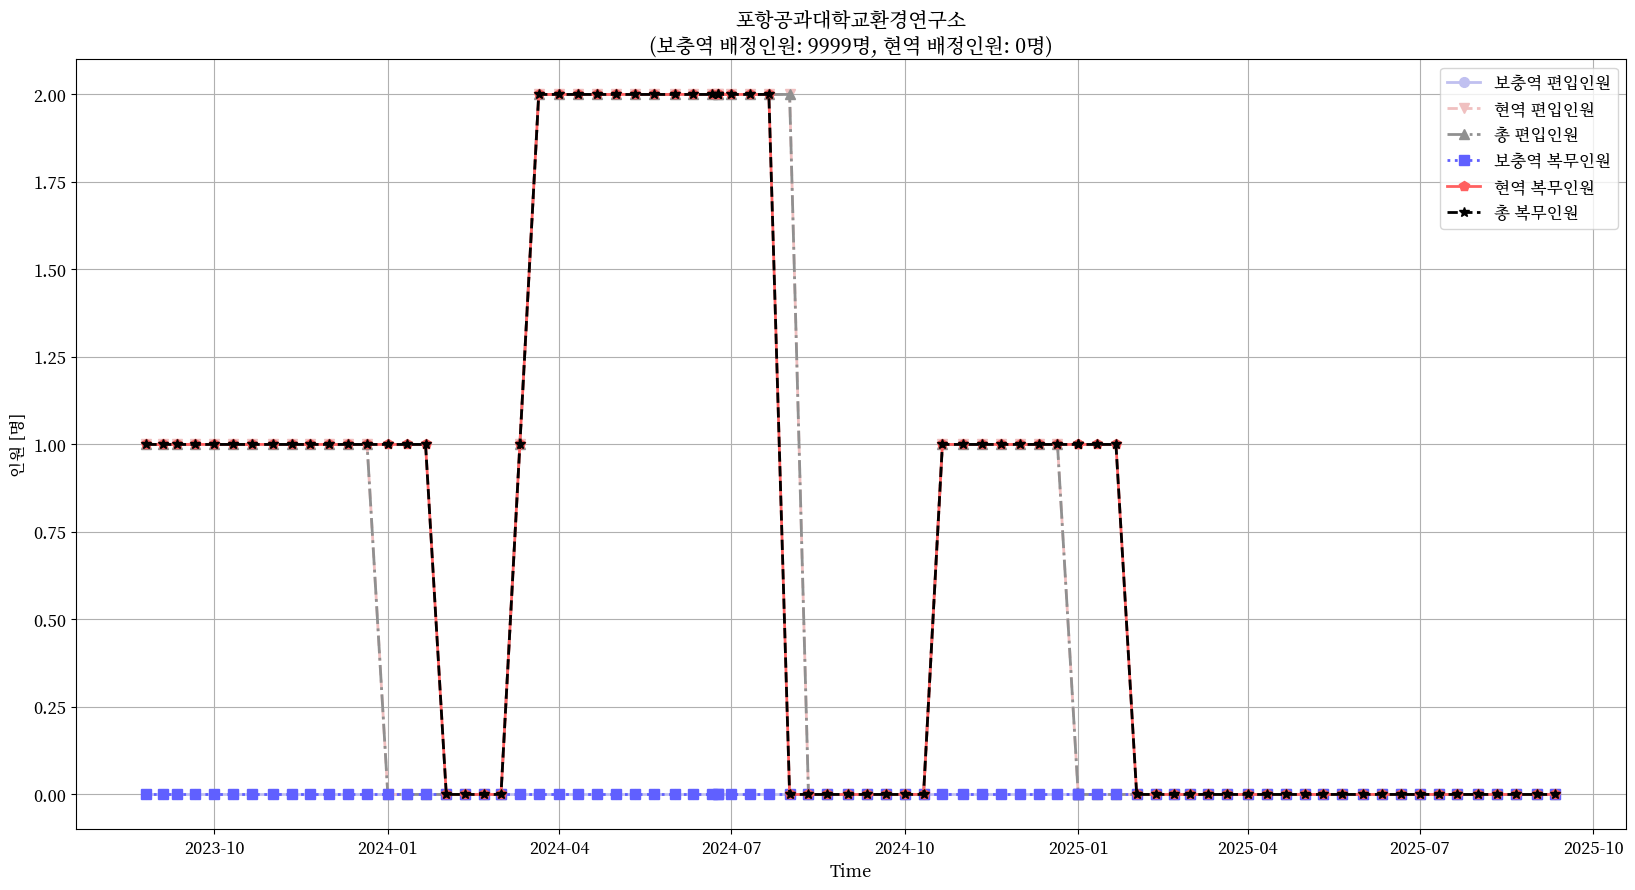 포항공과대학교환경연구소
(보충역 배정인원: 9999명, 현역 배정인원: 0명)
보충역 편입인원
현역 편입인원
총 편입인원
보충역 복무인원
현역 복무인원
총 복무인원
인원 [명]
2.00
1.75
1.50
1.25
1.00
0.75
0.50
0.25
0.00
2023-10
2024-01
2024-04
2024-07
2024-10
2025-01
2025-04
2025-07
2025-10
Time